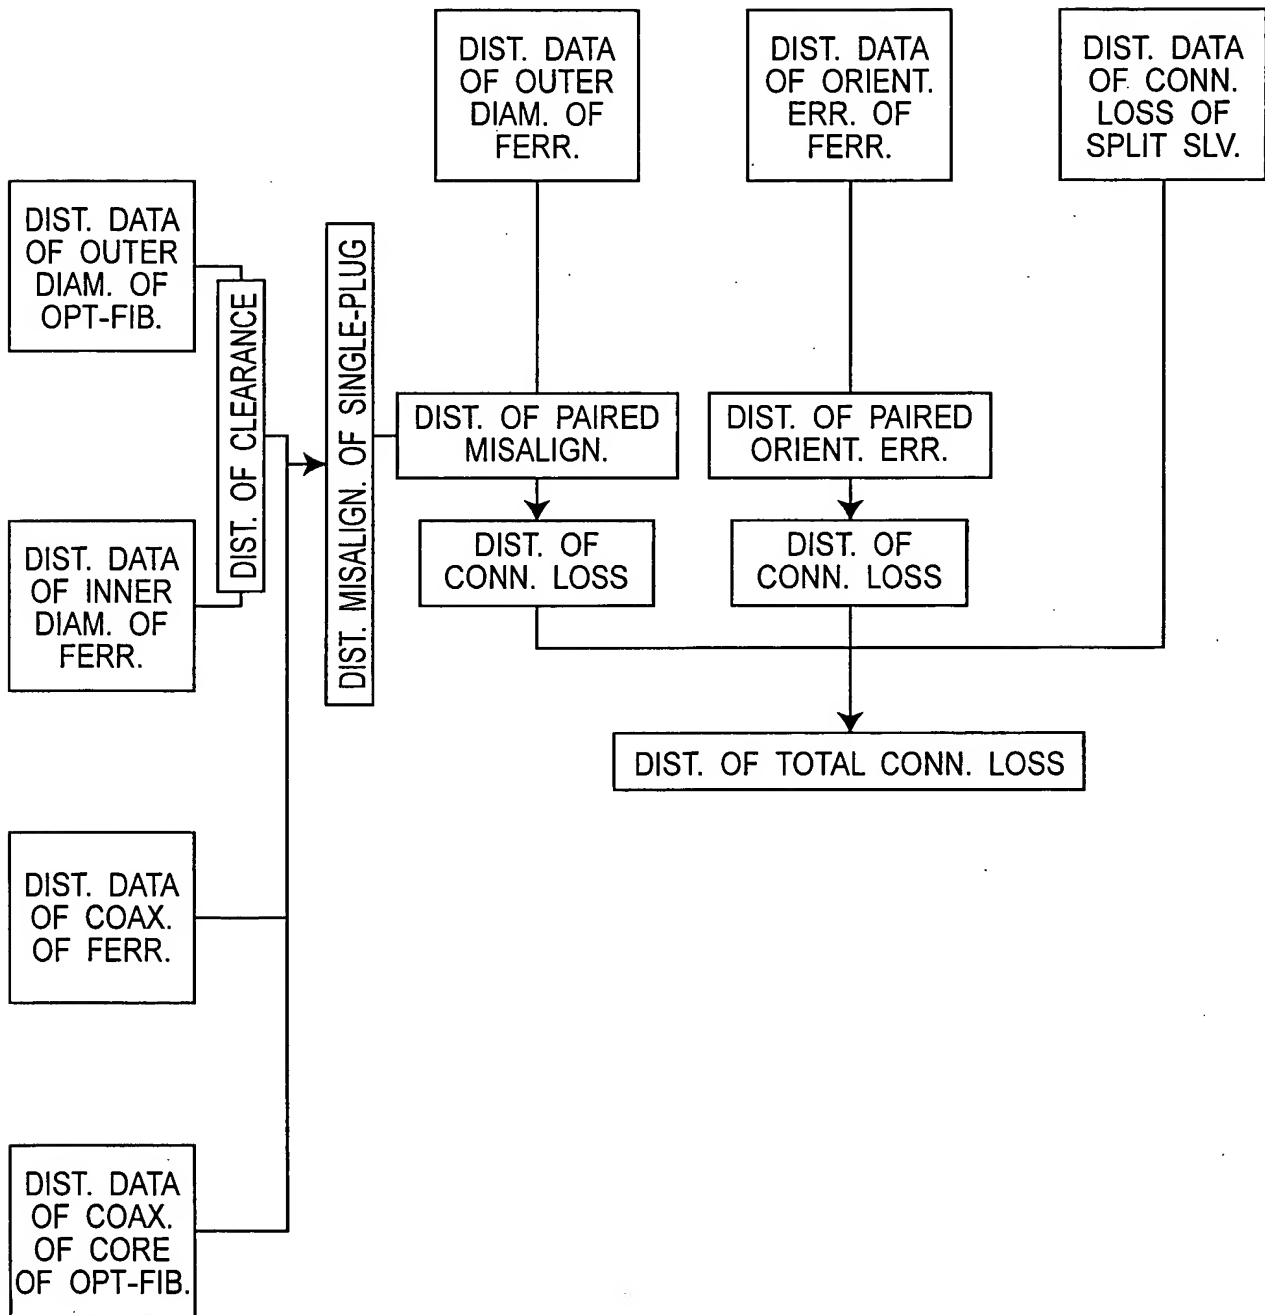 DIST. DATA
OF OUTER
DIAM. OF
FERR.
DIST. DATA
OF ORIENT.
ERR. OF
FERR.
DIST. DATA
OF CONN.
LOSS OF
SPLIT SLV.
DIST. DATA
OF OUTER
DIAM. OF
OPT-FIB.
DIST. OF CLEARANCE
DIST. MISALIGN. OF SINGLE-PLUG
DIST. OF PAIRED
MISALIGN.
DIST. OF PAIRED
ORIENT. ERR.
DIST. DATA
OF INNER
DIAM. OF
FERR.
DIST. OF
CONN. LOSS
DIST. OF
CONN. LOSS
DIST. OF TOTAL CONN. LOSS
DIST. DATA
OF COAX.
OF FERR.
DIST. DATA
OF COAX.
OF CORE
OF OPT-FIB.